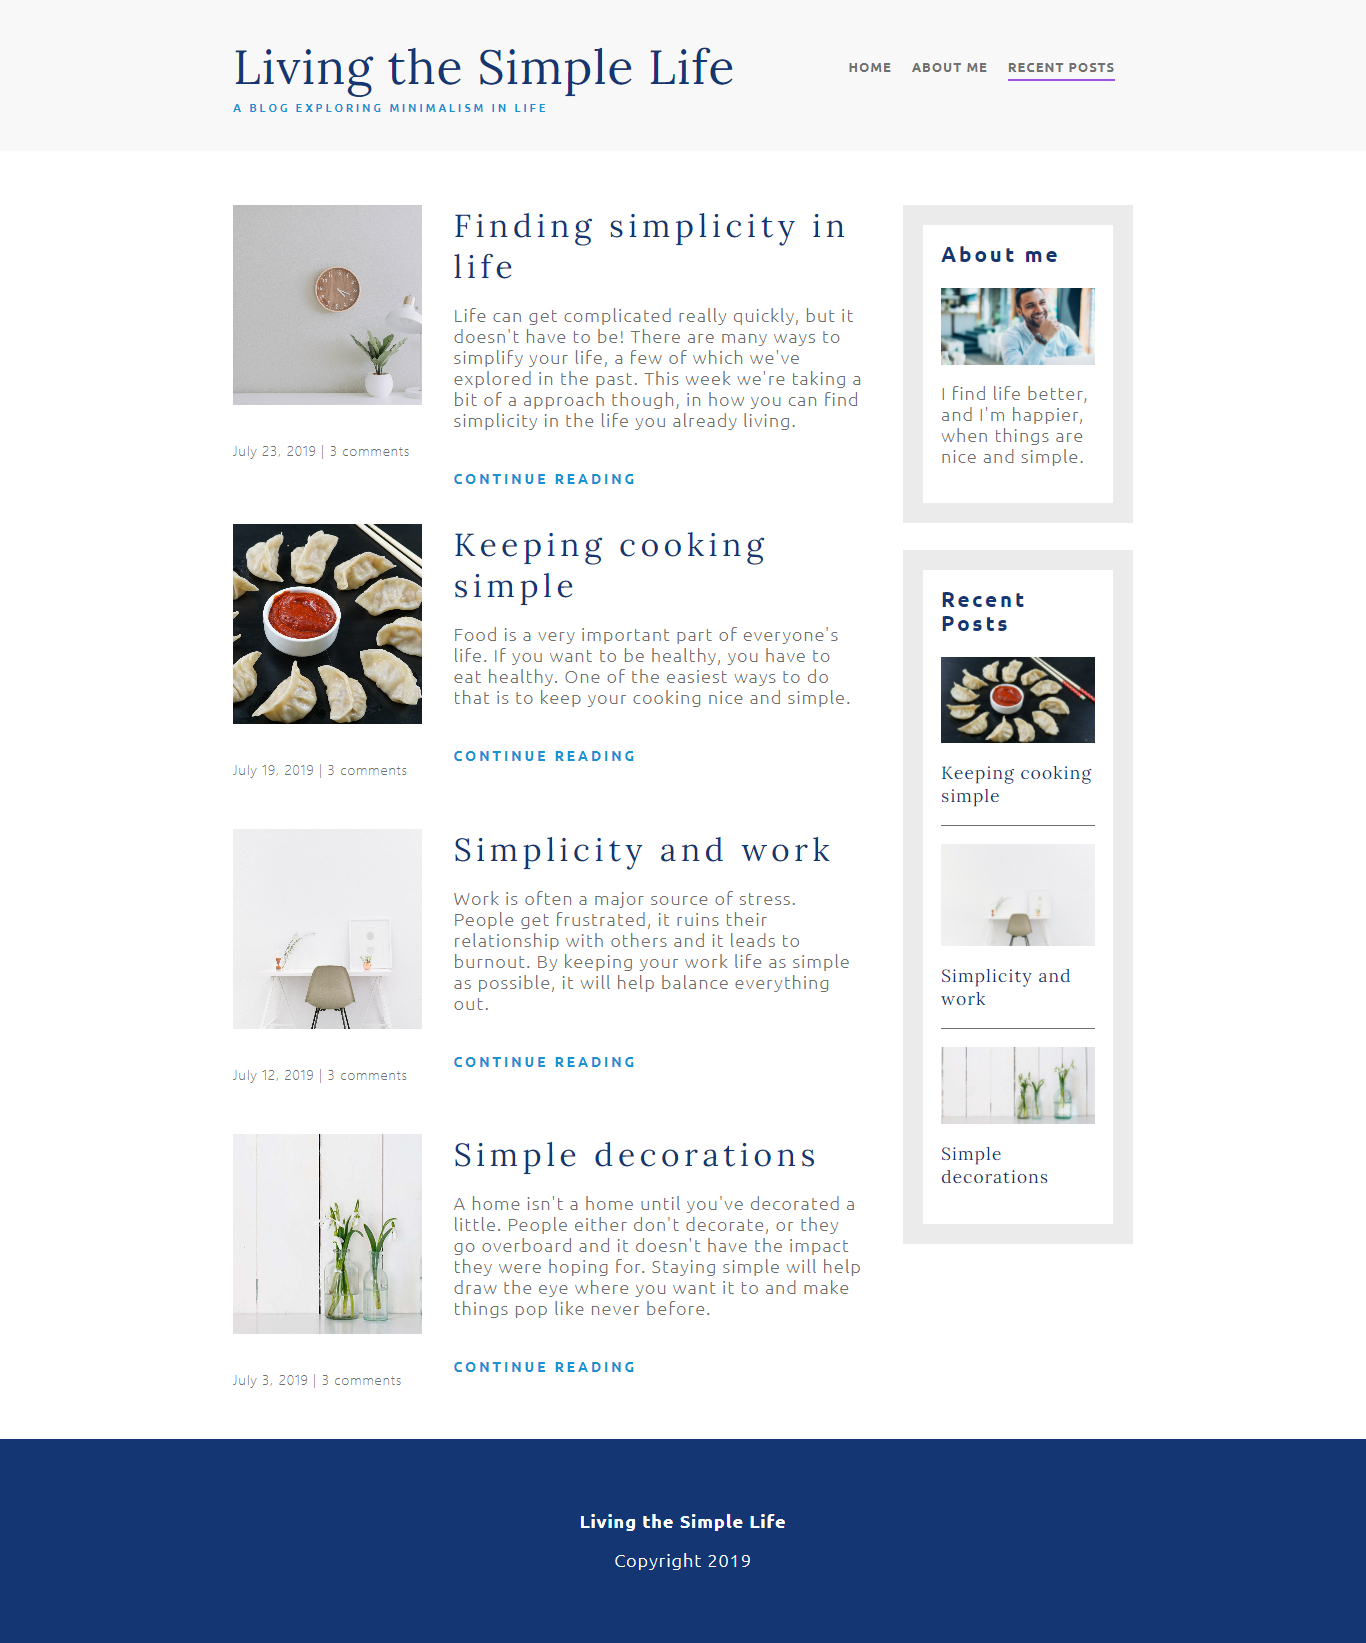 Living the Simple Life
A BLOG EXPLORING MINIMALISM IN LIFE
HOME ABOUT ME RECENT POSTS
Finding simplicity in
life
Life can get complicated really quickly, but it
doesn't have to be! There are many ways to
simplify your life, a few of which we've
explored in the past. This week we're taking a
bit of a approach though, in how you can find
simplicity in the life you already living.
July 23, 2019 | 3 comments
CONTINUE READING
Keeping cooking
simple
Food is a very important part of everyone's
life. If you want to be healthy, you have to
eat healthy. One of the easiest ways to do
that is to keep your cooking nice and simple.
July 19, 2019 | 3 comments
CONTINUE READING
Simplicity and work
Work is often a major source of stress.
People get frustrated, it ruins their
relationship with others and it leads to
burnout. By keeping your work life as simple
as possible, it will help balance everything
out.
July 12, 2019 | 3 comments
CONTINUE READING
Simple decorations
A home isn't a home until you've decorated a
little. People either don't decorate, or they
go overboard and it doesn't have the impact
they were hoping for. Staying simple will help
draw the eye where you want it to and make
things pop like never before.
July 3, 2019 | 3 comments
CONTINUE READING
About me
I find life better,
and I'm happier,
when things are
nice and simple.
Recent
Posts
Keeping cooking
simple
Simplicity and
work
Simple
decorations
Living the Simple Life
Copyright 2019